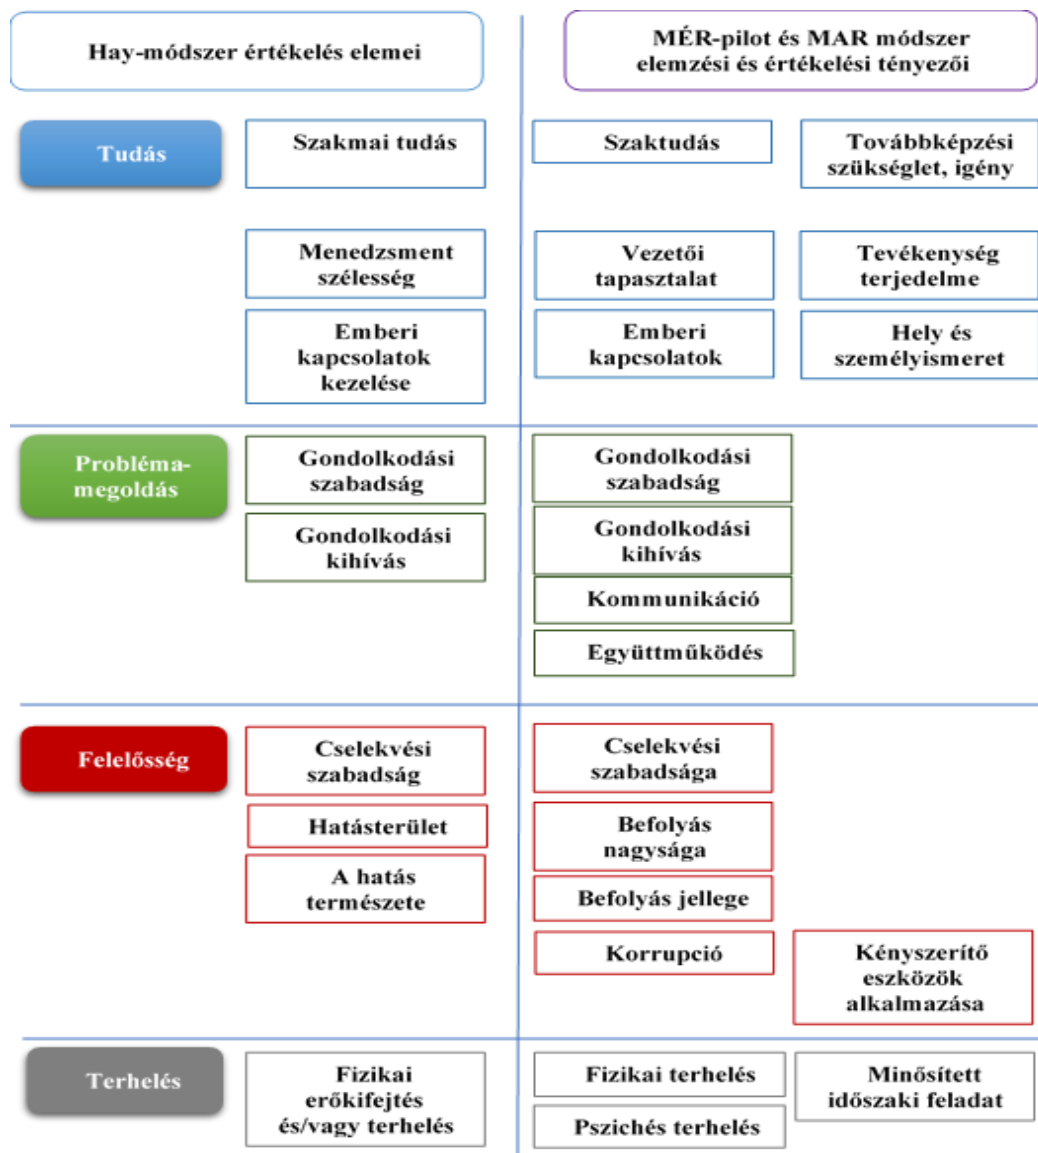 Hay-módszer értékelés elemei
MÉR-pilot és MAR módszer
elemzési és értékelési tényezői
Tudás
Szakmai tudás
Szaktudás
Továbbképzési
szükséglet, igény
Menedzsment
szélesség
Vezetői
tapasztalat
Tevékenység
terjedelme
Emberi
kapcsolatok
kezelése
Emberi
kapcsolatok
Hely és
személyismeret
Probléma-
megoldás
Gondolkodási
szabadság
Gondolkodási
szabadság
Gondolkodási
kihívás
Gondolkodási
kihívás
Kommunikáció
Együttműködés
Felelősség
Cselekvési
szabadság
Cselekvési
szabadsága
Hatásterület
Befolyás
nagysága
A hatás
természete
Befolyás jellege
Korrupció
Kényszerítő
eszközök
alkalmazása
Terhelés
Fizikai
erőkifejtés
és/vagy terhelés
Fizikai terhelés
Minősített
időszaki feladat
Pszichés terhelés